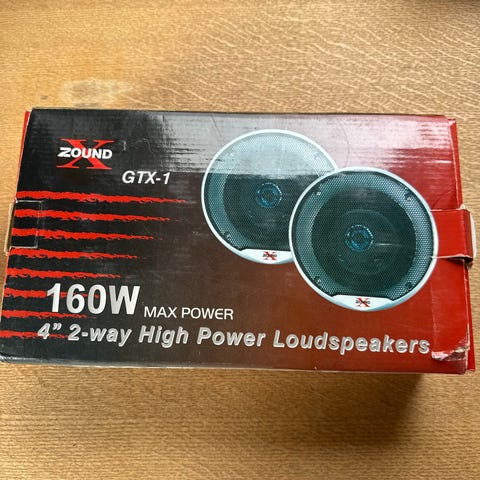 X
ZOUND
GTX-1
160W MAX POWER
4" 2-way High Power Loudspeakers